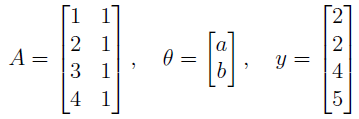 A = [1 1; 2 1; 3 1; 4 1], θ = [a; b], y = [2; 2; 4; 5]